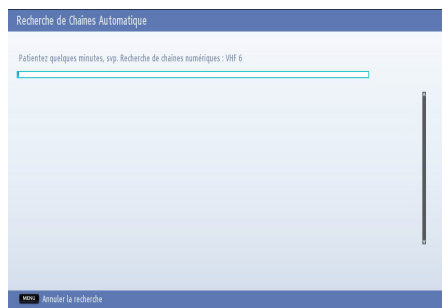 Recherche de Chaînes Automatique
Patientez quelques minutes, svp. Recherche de chaînes numériques : VHF 6
MENU Annuler la recherche